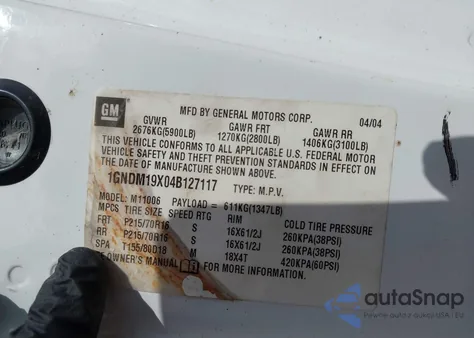 GM
MFD BY GENERAL MOTORS CORP. 04/04
GVWR GAWR FRT GAWR RR
2676KG(5900LB) 1270KG(2800LB) 1406KG(3100LB)
THIS VEHICLE CONFORMS TO ALL APPLICABLE U.S. FEDERAL MOTOR
VEHICLE SAFETY AND THEFT PREVENTION STANDARDS IN EFFECT ON
THE DATE OF MANUFACTURE SHOWN ABOVE.
1GNDM19X04B127117 TYPE: M.P.V.
MODEL: M11006 PAYLOAD = 611KG(1347LB)
MPCS TIRE SIZE SPEED RTG RIM COLD TIRE PRESSURE
FRT P215/70R16 S 16X61/2J 260KPA(38PSI)
RR P215/70R16 S 16X61/2J 260KPA(38PSI)
SPA T155/80D18 M 18X4T 420KPA(60PSI)
OWNER'S MANUAL FOR MORE INFORMATION.
autoSnap